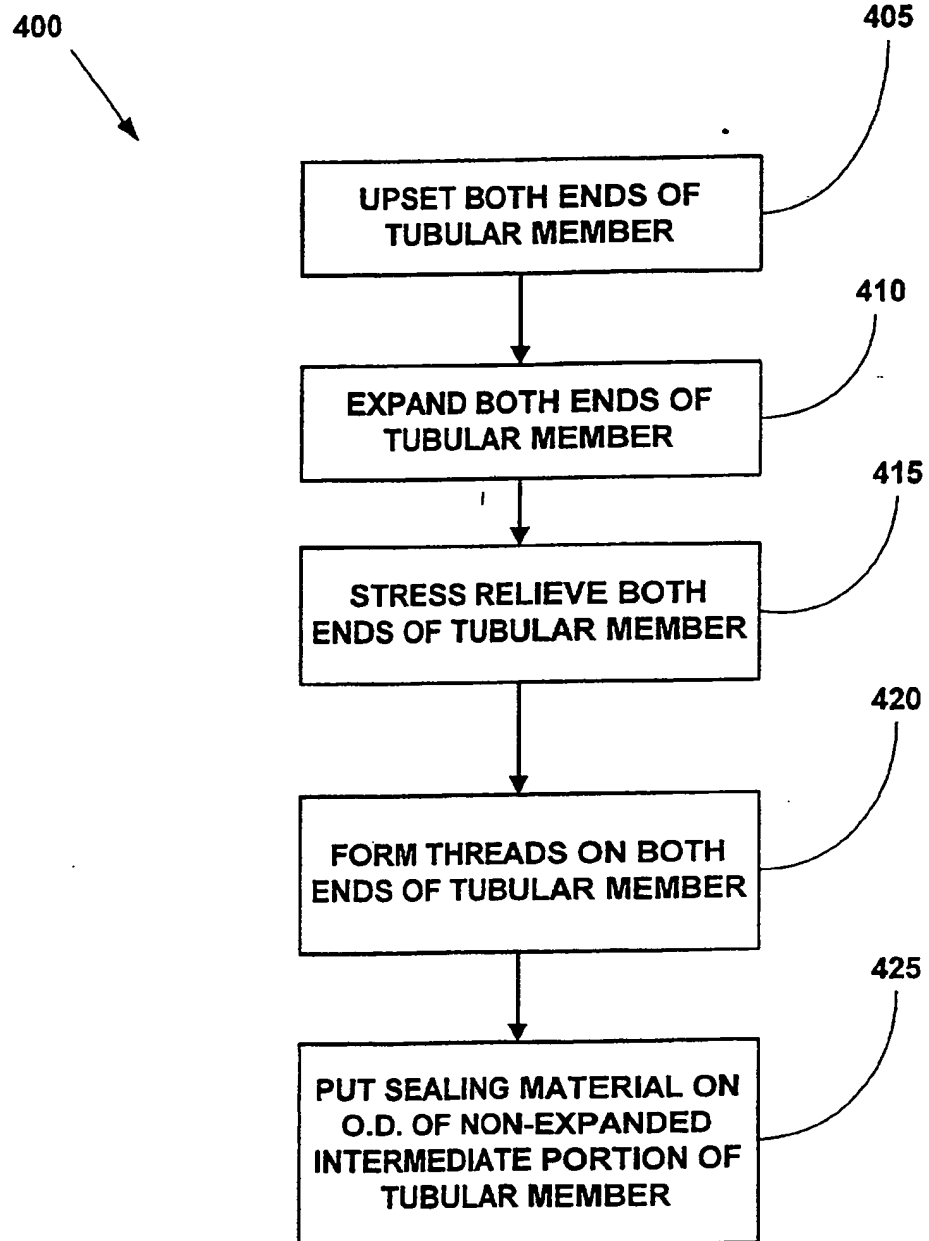 400
405
UPSET BOTH ENDS OF
TUBULAR MEMBER
410
EXPAND BOTH ENDS OF
TUBULAR MEMBER
415
STRESS RELIEVE BOTH
ENDS OF TUBULAR MEMBER
420
FORM THREADS ON BOTH
ENDS OF TUBULAR MEMBER
425
PUT SEALING MATERIAL ON
O.D. OF NON-EXPANDED
INTERMEDIATE PORTION OF
TUBULAR MEMBER